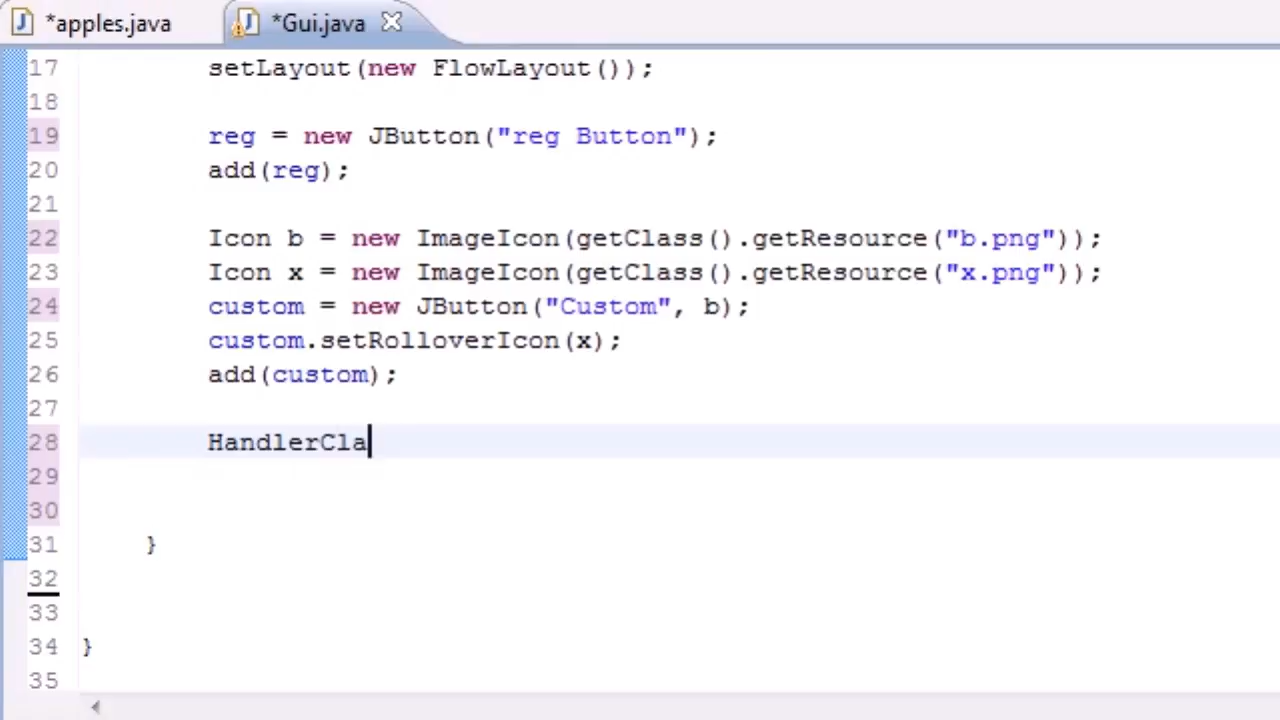 *apples.java *Gui.java
17 setLayout(new FlowLayout());
18
19 reg = new JButton("reg Button");
20 add(reg);
21
22 Icon b = new ImageIcon(getClass().getResource("b.png"));
23 Icon x = new ImageIcon(getClass().getResource("x.png"));
24 custom = new JButton("Custom", b);
25 custom.setRolloverIcon(x);
26 add(custom);
27
28 HandlerCla
29
30
31 }
32
33
34 }
35